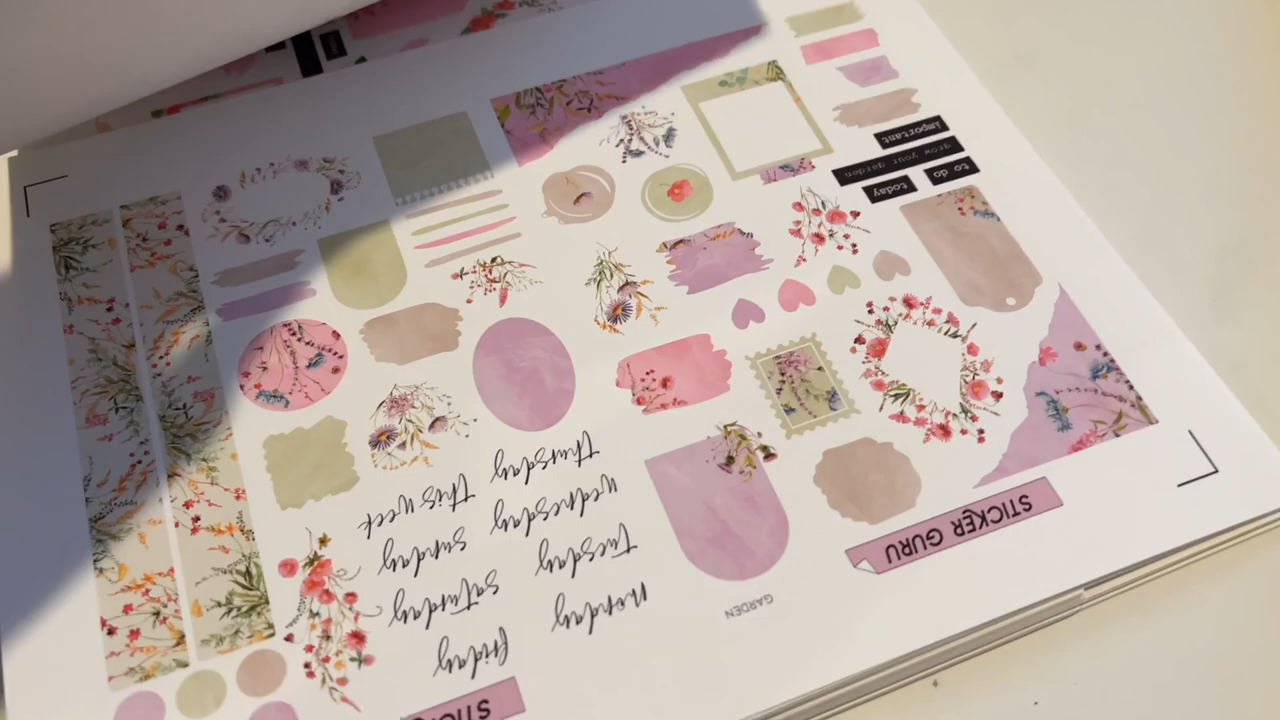 STICKER GURU
GARDEN
monday
tuesday
wednesday
thursday
friday
saturday
sunday
this week
to do
today
grow your garden
important